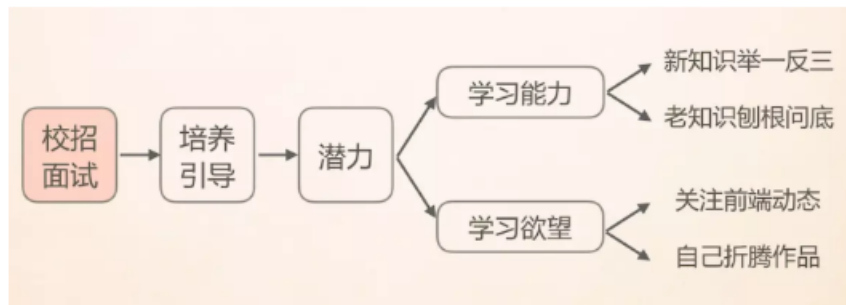 校招
面试
培养
引导
潜力
学习能力
新知识举一反三
老知识刨根问底
学习欲望
关注前端动态
自己折腾作品